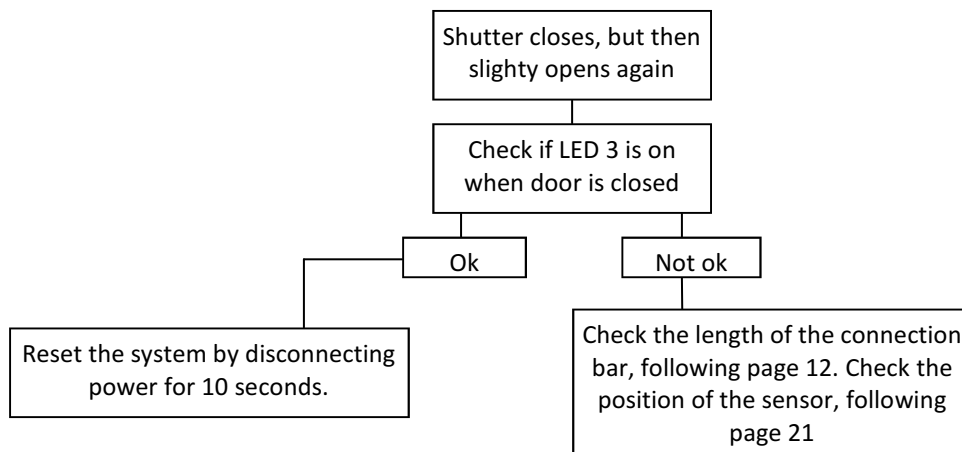 Shutter closes, but then
slighty opens again
Check if LED 3 is on
when door is closed
Ok
Not ok
Reset the system by disconnecting
power for 10 seconds.
Check the length of the connection
bar, following page 12. Check the
position of the sensor, following
page 21